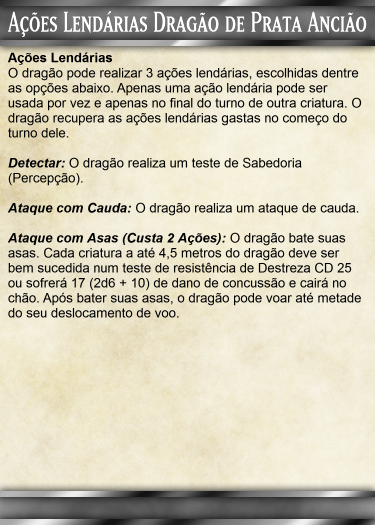 Ações Lendárias Dragão de Prata Ancião
Ações Lendárias
O dragão pode realizar 3 ações lendárias, escolhidas dentre
as opções abaixo. Apenas uma ação lendária pode ser
usada por vez e apenas no final do turno de outra criatura. O
dragão recupera as ações lendárias gastas no começo do
turno dele.
Detectar: O dragão realiza um teste de Sabedoria
(Percepção).
Ataque com Cauda: O dragão realiza um ataque de cauda.
Ataque com Asas (Custa 2 Ações): O dragão bate suas
asas. Cada criatura a até 4,5 metros do dragão deve ser
bem sucedida num teste de resistência de Destreza CD 25
ou sofrerá 17 (2d6 + 10) de dano de concussão e cairá no
chão. Após bater suas asas, o dragão pode voar até metade
do seu deslocamento de voo.